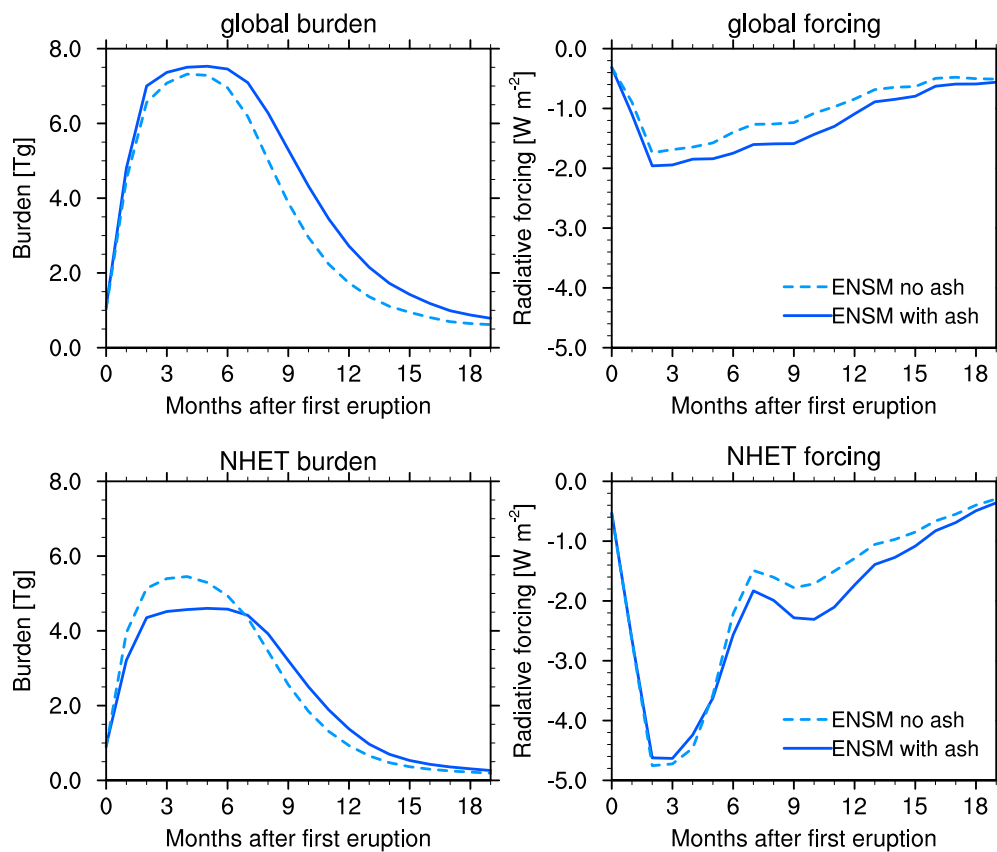 global burden
8.0
6.0
4.0
2.0
0.0
Burden [Tg]
0 3 6 9 12 15 18
Months after first eruption
global forcing
0.0
-1.0
-2.0
-3.0
-4.0
-5.0
Radiative forcing [W m⁻²]
ENSM no ash
ENSM with ash
0 3 6 9 12 15 18
Months after first eruption
NHET burden
8.0
6.0
4.0
2.0
0.0
Burden [Tg]
0 3 6 9 12 15 18
Months after first eruption
NHET forcing
0.0
-1.0
-2.0
-3.0
-4.0
-5.0
Radiative forcing [W m⁻²]
ENSM no ash
ENSM with ash
0 3 6 9 12 15 18
Months after first eruption